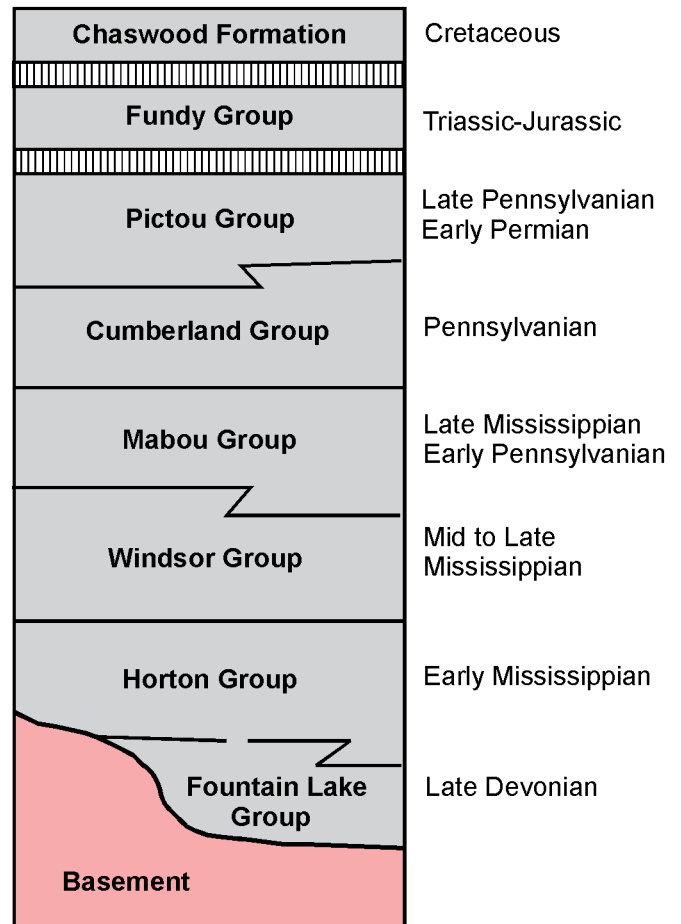 Chaswood Formation
Cretaceous
Fundy Group
Triassic-Jurassic
Pictou Group
Late Pennsylvanian
Early Permian
Cumberland Group
Pennsylvanian
Mabou Group
Late Mississippian
Early Pennsylvanian
Windsor Group
Mid to Late
Mississippian
Horton Group
Early Mississippian
Fountain Lake
Group
Late Devonian
Basement